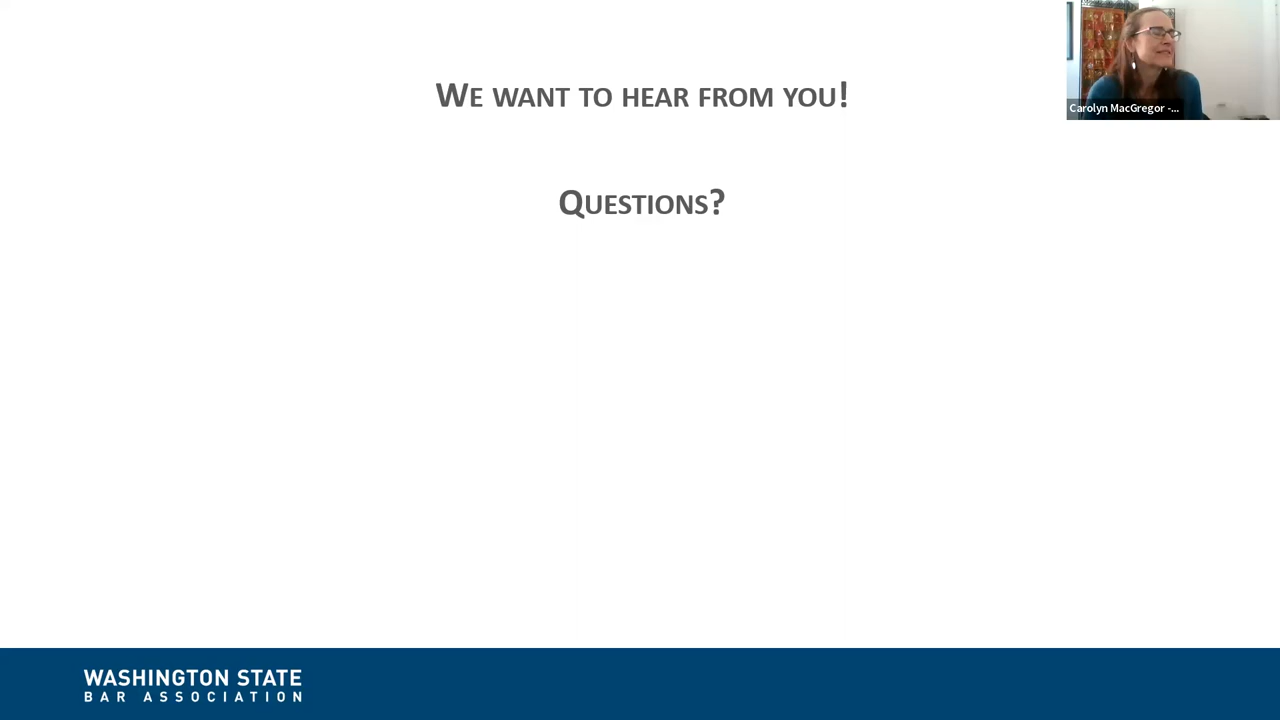 WE WANT TO HEAR FROM YOU!
QUESTIONS?
Carolyn MacGregor -...
WASHINGTON STATE
BAR ASSOCIATION